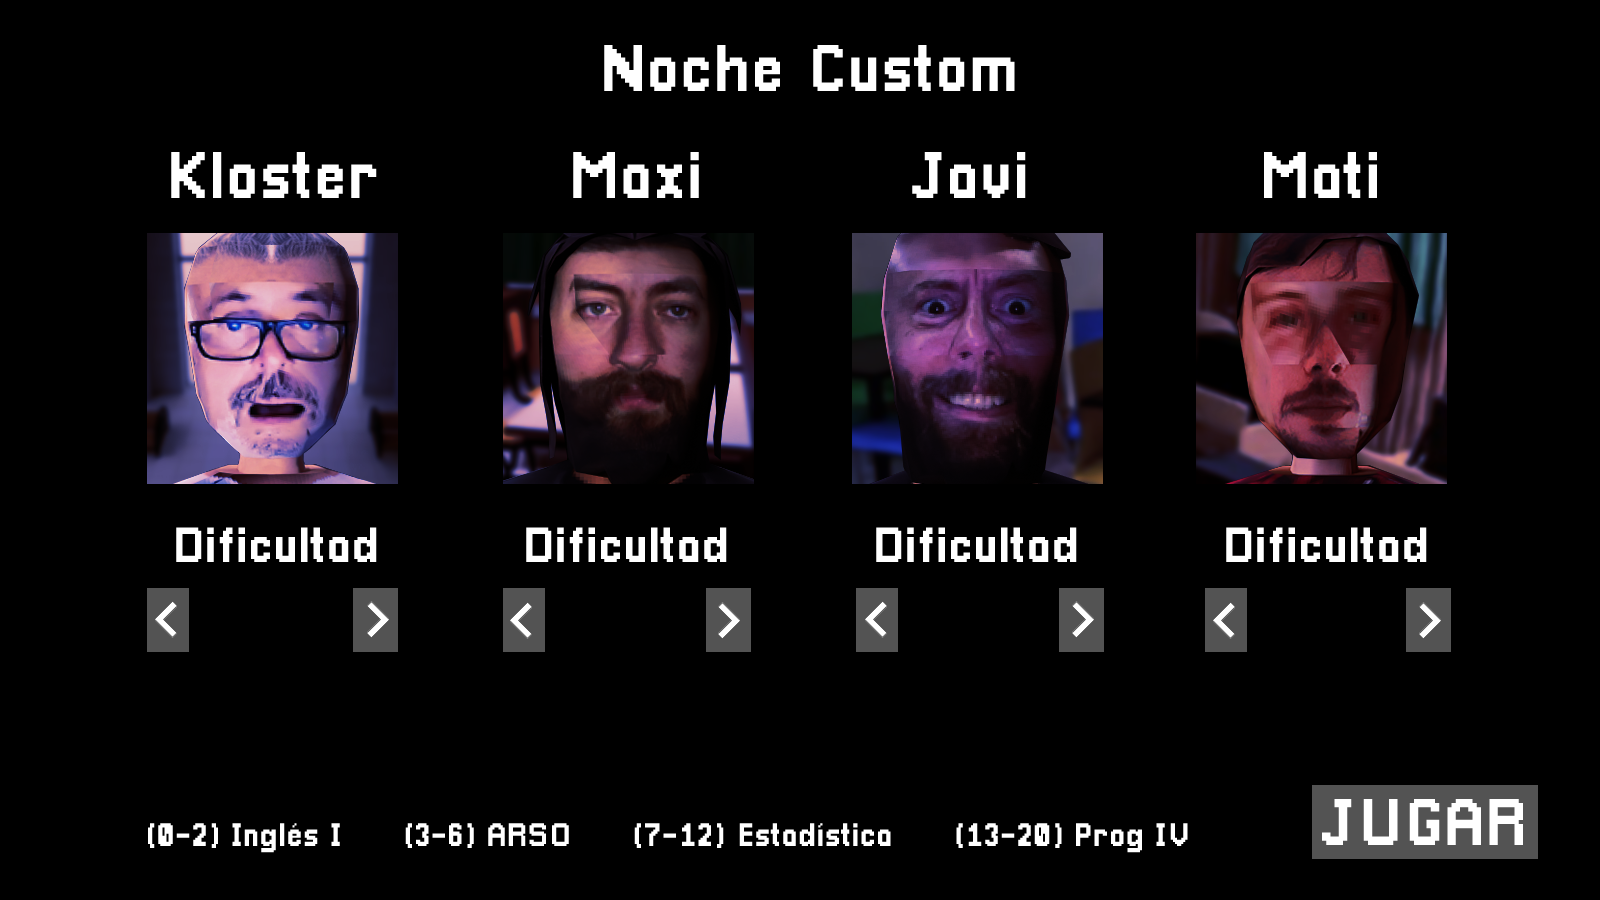 Noche Custom
Kloster Maxi Javi Mati
Dificultad Dificultad Dificultad Dificultad
< > < > < > < >
(0-2) Inglés I (3-6) ARSO (7-12) Estadística (13-20) Prog IV
JUGAR